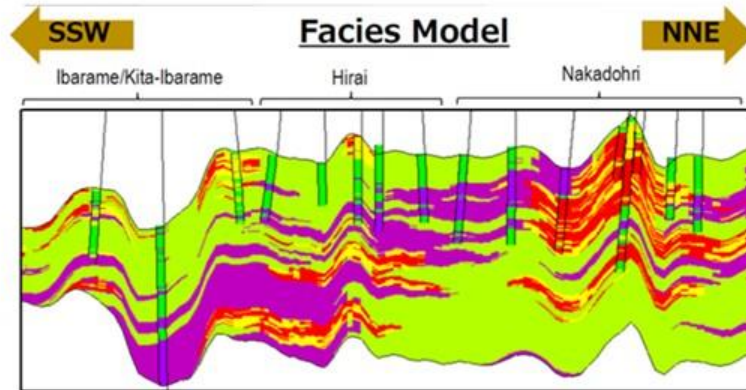 SSW
Facies Model
NNE
Ibarame/Kita-Ibarame
Hirai
Nakadohri